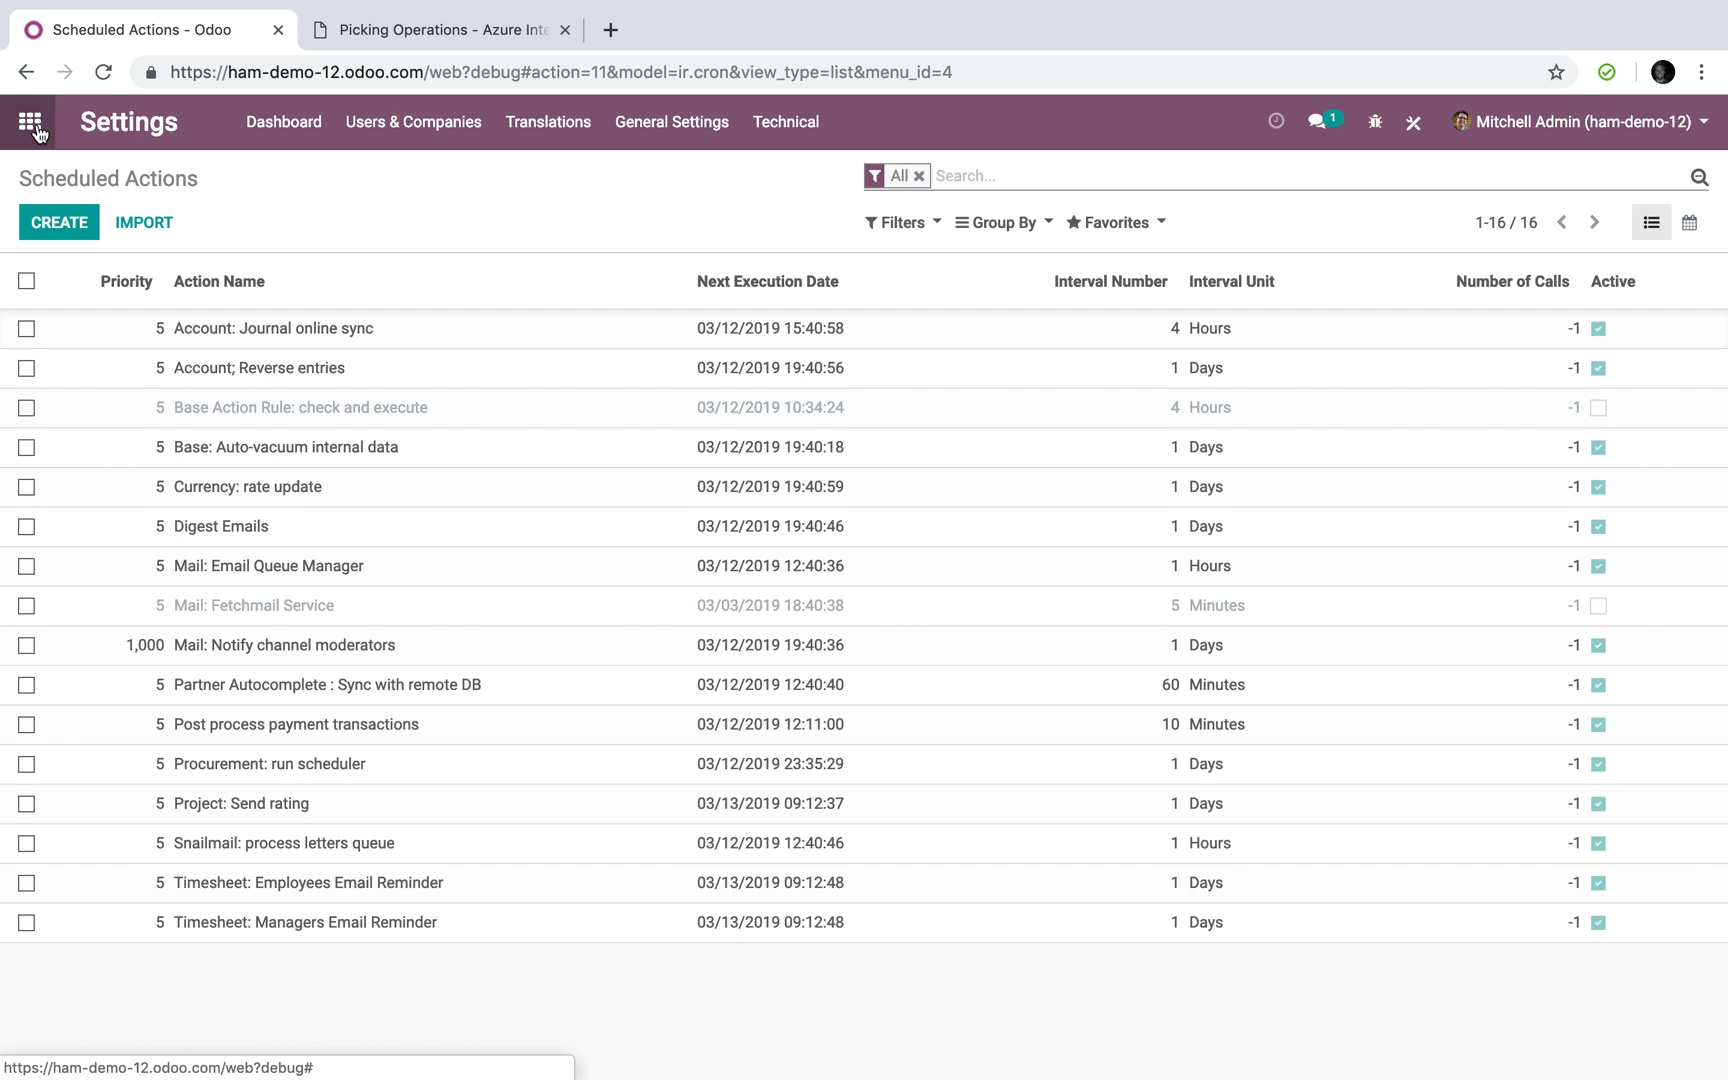 Scheduled Actions - Odoo
Picking Operations - Azure Inte
https://ham-demo-12.odoo.com/web?debug#action=11&model=ir.cron&view_type=list&menu_id=4
Settings Dashboard Users & Companies Translations General Settings Technical 1 Mitchell Admin (ham-demo-12)
Scheduled Actions All Search...
CREATE IMPORT Filters Group By Favorites 1-16 / 16
Priority Action Name Next Execution Date Interval Number Interval Unit Number of Calls Active
5 Account: Journal online sync 03/12/2019 15:40:58 4 Hours -1
5 Account; Reverse entries 03/12/2019 19:40:56 1 Days -1
5 Base Action Rule: check and execute 03/12/2019 10:34:24 4 Hours -1
5 Base: Auto-vacuum internal data 03/12/2019 19:40:18 1 Days -1
5 Currency: rate update 03/12/2019 19:40:59 1 Days -1
5 Digest Emails 03/12/2019 19:40:46 1 Days -1
5 Mail: Email Queue Manager 03/12/2019 12:40:36 1 Hours -1
5 Mail: Fetchmail Service 03/03/2019 18:40:38 5 Minutes -1
1,000 Mail: Notify channel moderators 03/12/2019 19:40:36 1 Days -1
5 Partner Autocomplete : Sync with remote DB 03/12/2019 12:40:40 60 Minutes -1
5 Post process payment transactions 03/12/2019 12:11:00 10 Minutes -1
5 Procurement: run scheduler 03/12/2019 23:35:29 1 Days -1
5 Project: Send rating 03/13/2019 09:12:37 1 Days -1
5 Snailmail: process letters queue 03/12/2019 12:40:46 1 Hours -1
5 Timesheet: Employees Email Reminder 03/13/2019 09:12:48 1 Days -1
5 Timesheet: Managers Email Reminder 03/13/2019 09:12:48 1 Days -1
https://ham-demo-12.odoo.com/web?debug#